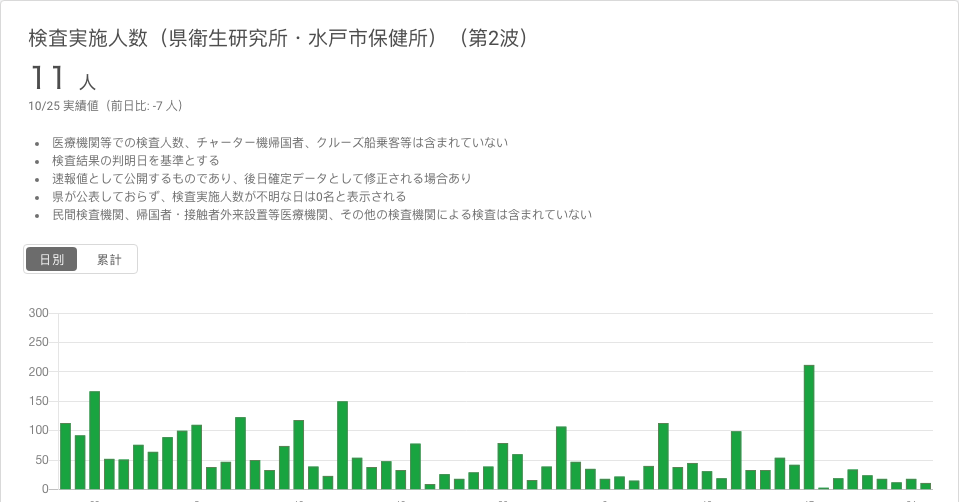 検査実施人数（県衛生研究所・水戸市保健所）（第2波）
11 人
10/25 実績値（前日比: -7 人）
• 医療機関等での検査人数、チャーター機帰国者、クルーズ船乗客等は含まれていない
• 検査結果の判明日を基準とする
• 速報値として公開するものであり、後日確定データとして修正される場合あり
• 県が公表しておらず、検査実施人数が不明な日は0名と表示される
• 民間検査機関、帰国者・接触者外来設置等医療機関、その他の検査機関による検査は含まれていない
日別 累計
300
250
200
150
100
50
0